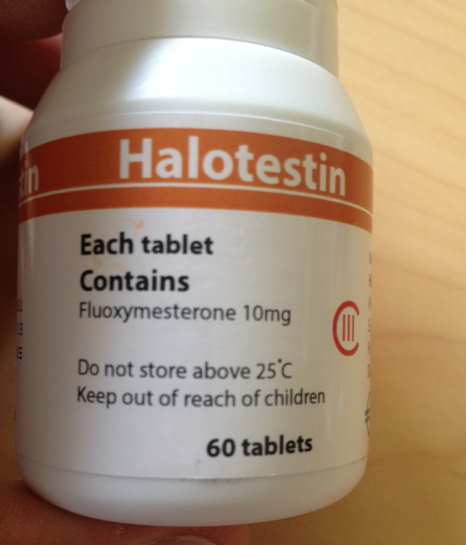 Halotestin
Each tablet
Contains
Fluoxymesterone 10mg
CIII
Do not store above 25°C
Keep out of reach of children
60 tablets